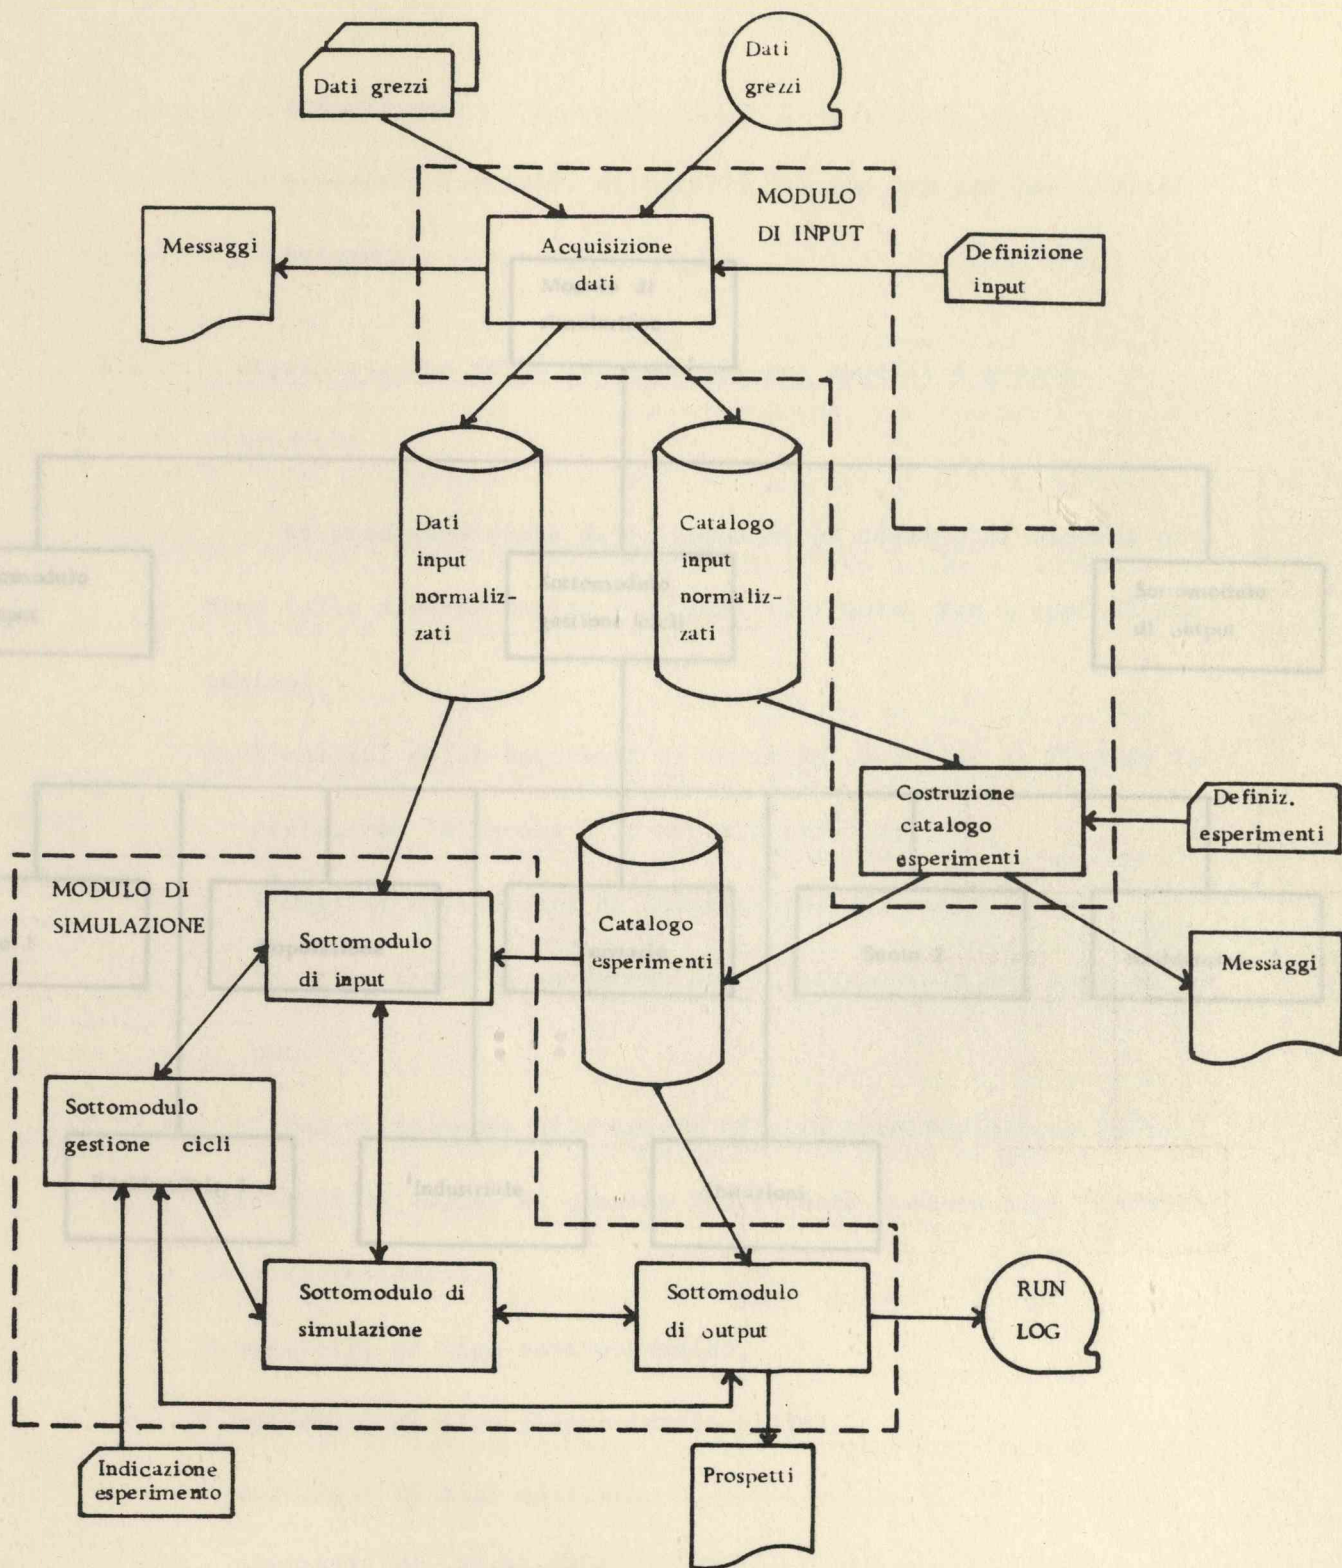 Dati grezzi
Dati
grezzi
MODULO
DI INPUT
Messaggi
Acquisizione
dati
Definizione
input
Dati
input
normaliz-
zati
Catalogo
input
normaliz-
zati
Costruzione
catalogo
esperimenti
Definiz.
esperimenti
MODULO DI
SIMULAZIONE
Sottomodulo
di input
Catalogo
esperimenti
Messaggi
Sottomodulo
gestione cicli
Sottomodulo di
simulazione
Sottomodulo
di output
RUN
LOG
Indicazione
esperimento
Prospetti